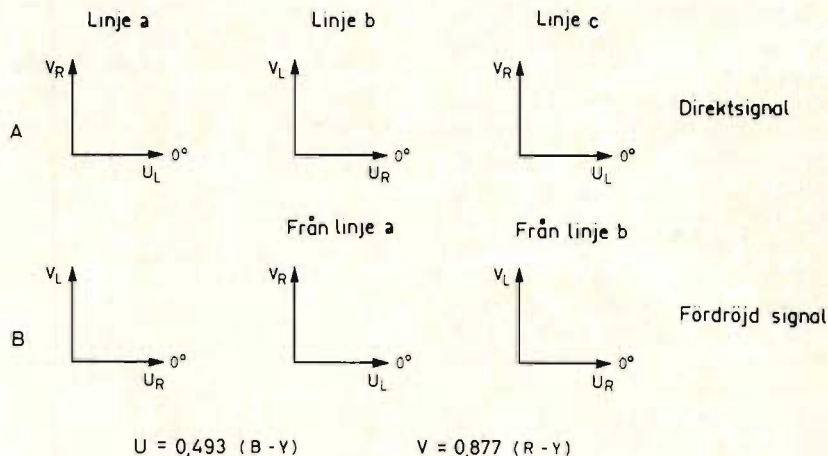 Linje a Linje b Linje c
V_R V_L V_R
Direktsignal
A
0° 0° 0°
U_L U_R U_L
Från linje a Från linje b
V_L V_R V_L
Fördröjd signal
B
0° 0° 0°
U_R U_L U_R
U = 0,493 (B - Y) V = 0,877 (R - Y)